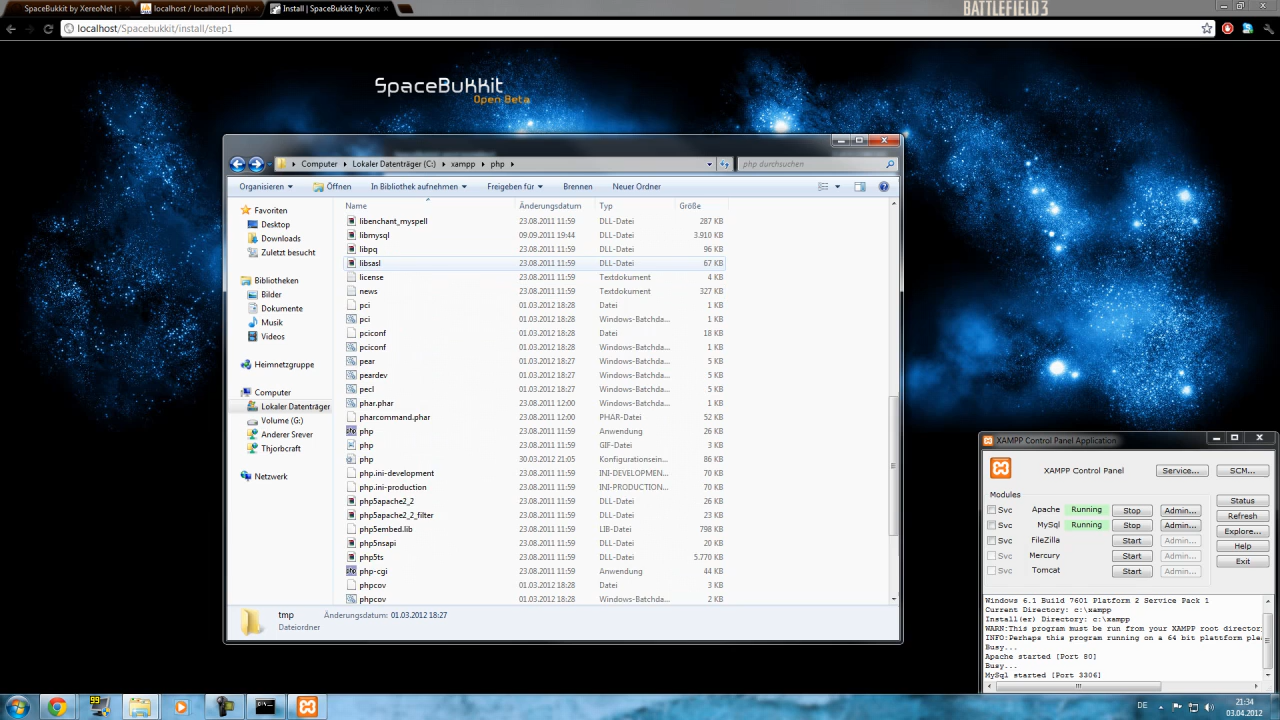 SpaceBukkit by XereoNet | E
localhost / localhost | phpM
Install | SpaceBukkit by Xere
BATTLEFIELD 3
localhost/Spacebukkit/install/step1
SpaceBukkit
Open Beta
Computer Lokaler Datenträger (C:) xampp php
php durchsuchen
Organisieren Öffnen In Bibliothek aufnehmen Freigeben für Brennen Neuer Ordner
Favoriten
Desktop
Downloads
Zuletzt besucht
Bibliotheken
Bilder
Dokumente
Musik
Videos
Heimnetzgruppe
Computer
Lokaler Datenträger
Volume (G:)
Anderer Srever
Thjorbcraft
Netzwerk
Name Änderungsdatum Typ Größe
libenchant_myspell 23.08.2011 11:59 DLL-Datei 287 KB
libmysql 09.09.2011 19:44 DLL-Datei 3.910 KB
libpq 23.08.2011 11:59 DLL-Datei 96 KB
libsasl 23.08.2011 11:59 DLL-Datei 67 KB
license 23.08.2011 11:59 Textdokument 4 KB
news 23.08.2011 11:59 Textdokument 327 KB
pci 01.03.2012 18:28 Datei 1 KB
pci 01.03.2012 18:28 Windows-Batchda... 1 KB
pciconf 01.03.2012 18:28 Datei 18 KB
pciconf 01.03.2012 18:28 Windows-Batchda... 1 KB
pear 01.03.2012 18:27 Windows-Batchda... 5 KB
peardev 01.03.2012 18:27 Windows-Batchda... 5 KB
pecl 01.03.2012 18:27 Windows-Batchda... 5 KB
phar.phar 23.08.2011 12:00 Windows-Batchda... 1 KB
pharcommand.phar 23.08.2011 12:00 PHAR-Datei 52 KB
php 23.08.2011 11:59 Anwendung 26 KB
php 23.08.2011 11:59 GIF-Datei 3 KB
php 30.03.2012 21:05 Konfigurationsein... 86 KB
php.ini-development 23.08.2011 11:59 INI-DEVELOPMEN... 70 KB
php.ini-production 23.08.2011 11:59 INI-PRODUCTION... 70 KB
php5apache2_2 23.08.2011 11:59 DLL-Datei 26 KB
php5apache2_2_filter 23.08.2011 11:59 DLL-Datei 23 KB
php5embed.lib 23.08.2011 11:59 LIB-Datei 798 KB
php5nsapi 23.08.2011 11:59 DLL-Datei 20 KB
php5ts 23.08.2011 11:59 DLL-Datei 5.770 KB
php-cgi 23.08.2011 11:59 Anwendung 44 KB
phpcov 01.03.2012 18:28 Datei 3 KB
phpcov 01.03.2012 18:28 Windows-Batchda... 2 KB
tmp Änderungsdatum: 01.03.2012 18:27
Dateiordner
XAMPP Control Panel Application
XAMPP Control Panel Service... SCM...
Modules
Svc Apache Running Stop Admin...
Svc MySql Running Stop Admin...
Svc FileZilla Start Admin...
Svc Mercury Start Admin...
Svc Tomcat Start Admin...
Status
Refresh
Explore...
Help
Exit
Windows 6.1 Build 7601 Platform 2 Service Pack 1
Current Directory: c:\xampp
Install(er) Directory: c:\xampp
WARN:This program must be run from your XAMPP root director
INFO:Perhaps this program running on a 64 bit plattform ple
Busy...
Apache started [Port 80]
Busy...
MySql started [Port 3306]
99
DE
21:34
03.04.2012